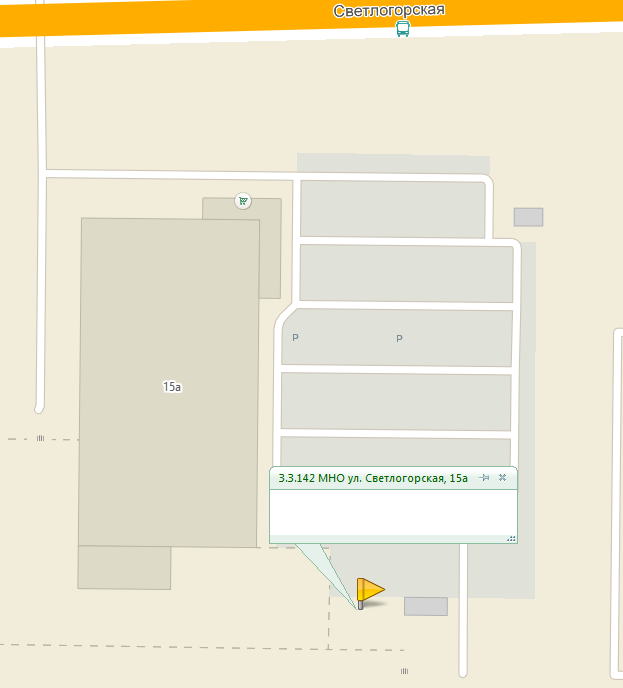 Светлогорская
15а
P P
3.3.142 МНО ул. Светлогорская, 15а